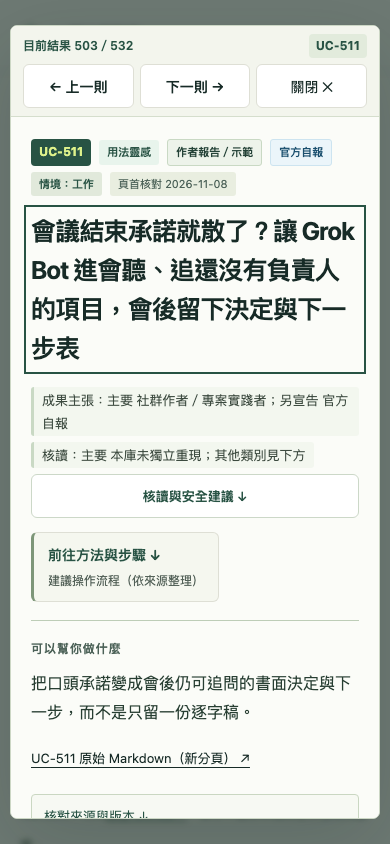 目前結果 503 / 532
UC-511
← 上一則
下一則 →
關閉 ×
UC-511
用法靈感
作者報告 / 示範
官方自報
情境：工作
頁首核對 2026-11-08
會議結束承諾就散了？讓 Grok
Bot 進會聽、追還沒有負責人
的項目，會後留下決定與下一
步表
成果主張：主要 社群作者 / 專案實踐者；另宣告 官方
自報
核讀：主要 本庫未獨立重現；其他類別見下方
核讀與安全建議 ↓
前往方法與步驟 ↓
建議操作流程（依來源整理）
可以幫你做什麼
把口頭承諾變成會後仍可追問的書面決定與下
一步，而不是只留一份逐字稿。
UC-511 原始 Markdown（新分頁） ↗
核對來源與版本 ↓